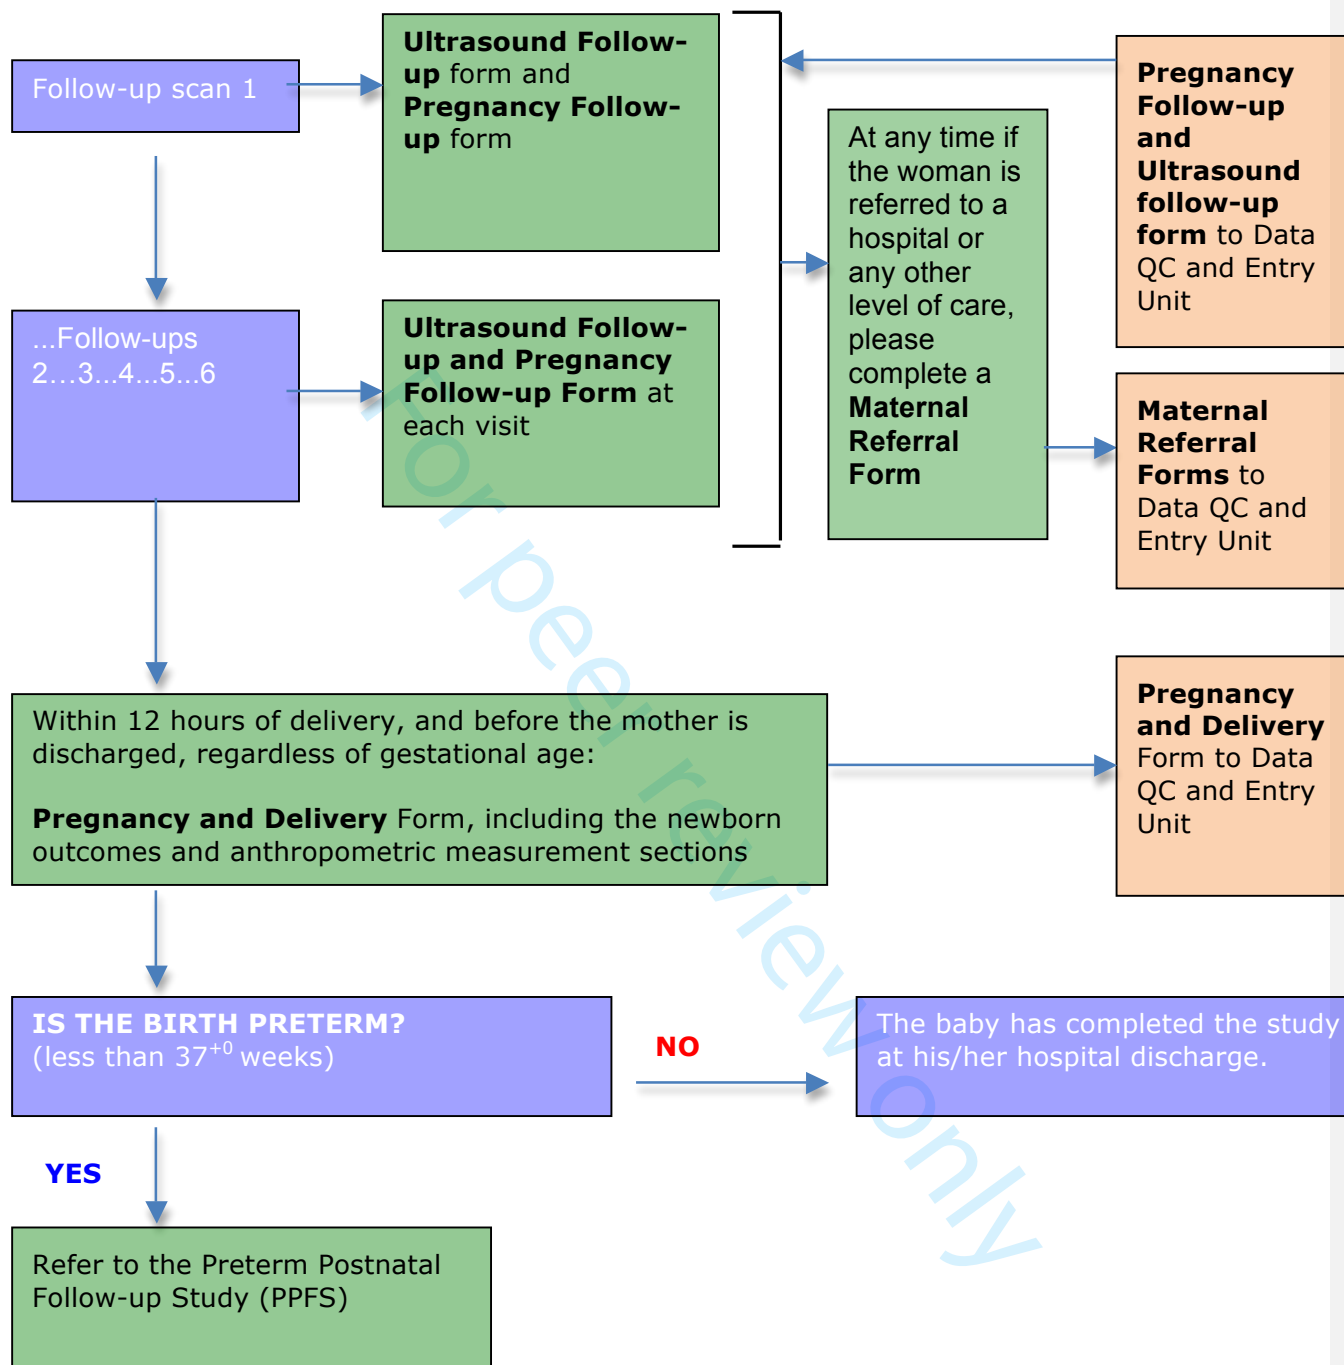 Follow-up scan 1
Ultrasound Follow-
up form and
Pregnancy Follow-
up form
At any time if
the woman is
referred to a
hospital or
any other
level of care,
please
complete a
Maternal
Referral
Form
Pregnancy
Follow-up
and
Ultrasound
follow-up
form to Data
QC and Entry
Unit
...Follow-ups
2...3...4...5...6
Ultrasound Follow-
up and Pregnancy
Follow-up Form at
each visit
Maternal
Referral
Forms to
Data QC and
Entry Unit
Within 12 hours of delivery, and before the mother is
discharged, regardless of gestational age:
Pregnancy and Delivery Form, including the newborn
outcomes and anthropometric measurement sections
Pregnancy
and Delivery
Form to Data
QC and Entry
Unit
IS THE BIRTH PRETERM?
(less than 37+0 weeks)
NO
The baby has completed the study
at his/her hospital discharge.
YES
Refer to the Preterm Postnatal
Follow-up Study (PPFS)
For peer review only